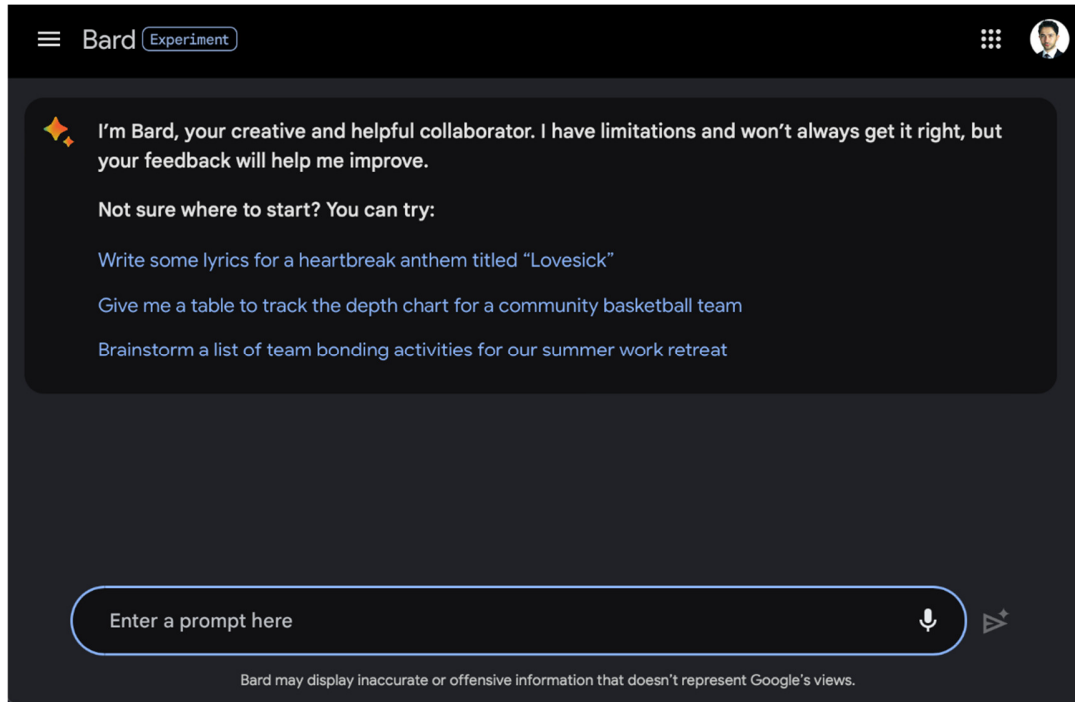 Bard Experiment
I’m Bard, your creative and helpful collaborator. I have limitations and won’t always get it right, but
your feedback will help me improve.
Not sure where to start? You can try:
Write some lyrics for a heartbreak anthem titled “Lovesick”
Give me a table to track the depth chart for a community basketball team
Brainstorm a list of team bonding activities for our summer work retreat
Enter a prompt here
Bard may display inaccurate or offensive information that doesn’t represent Google’s views.